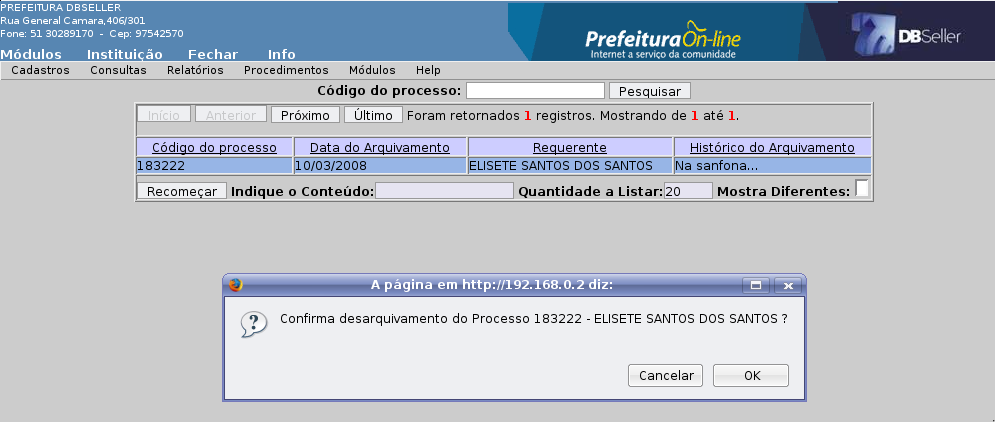 PREFEITURA DBSELLER
Rua General Camara,406/301
Fone: 51 30289170 - Cep: 97542570
Módulos Instituição Fechar Info
PrefeituraOn-line
Internet a serviço da comunidade
DBSeller
Cadastros Consultas Relatórios Procedimentos Módulos Help
Código do processo: Pesquisar
Início Anterior Próximo Último Foram retornados 1 registros. Mostrando de 1 até 1.
Código do processo Data do Arquivamento Requerente Histórico do Arquivamento
183222 10/03/2008 ELISETE SANTOS DOS SANTOS Na sanfona...
Recomeçar Indique o Conteúdo: Quantidade a Listar: 20 Mostra Diferentes:
A página em http://192.168.0.2 diz:
Confirma desarquivamento do Processo 183222 - ELISETE SANTOS DOS SANTOS ?
Cancelar OK